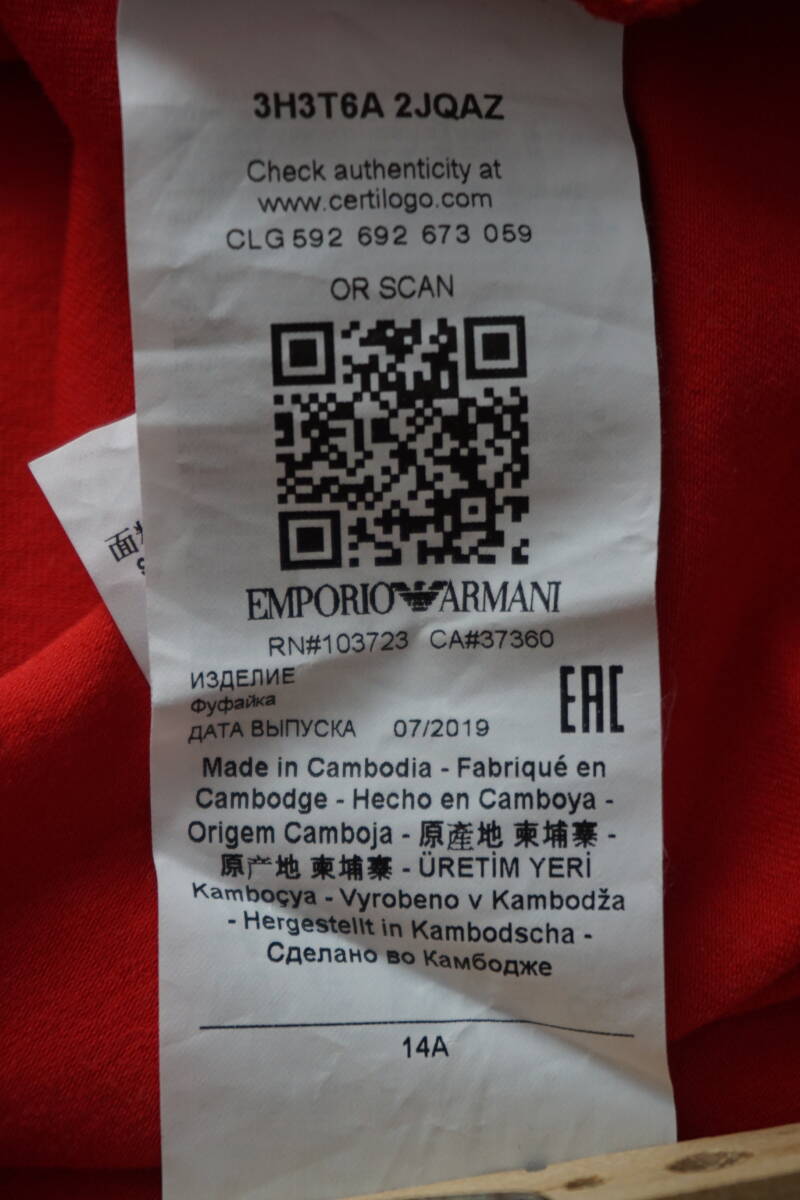 3H3T6A 2JQAZ
Check authenticity at
www.certilogo.com
CLG 592 692 673 059
OR SCAN
EMPORIO ARMANI
RN#103723 CA#37360
ИЗДЕЛИЕ
Фуфайка
ДАТА ВЫПУСКА 07/2019
EAC
Made in Cambodia - Fabriqué en
Cambodge - Hecho en Camboya -
Origem Camboja - 原產地 柬埔寨 -
原产地 柬埔寨 - ÜRETİM YERİ
Kamboçya - Vyrobeno v Kambodža
- Hergestellt in Kambodscha -
Сделано во Камбодже
14A
面料